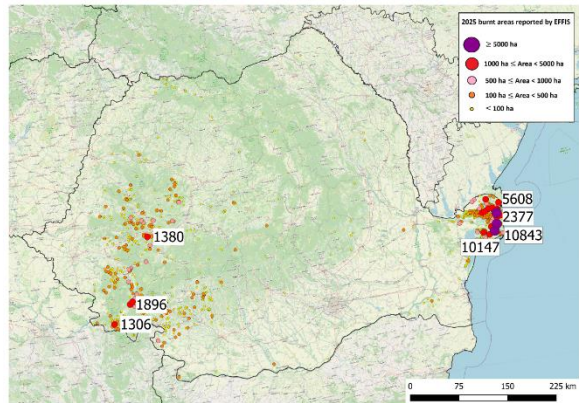 2025 burnt areas reported by EFFIS
≥ 5000 ha
1000 ha ≤ Area < 5000 ha
500 ha ≤ Area < 1000 ha
100 ha ≤ Area < 500 ha
< 100 ha
5608
2377
10843
10147
1380
1896
1306
0 75 150 225 km